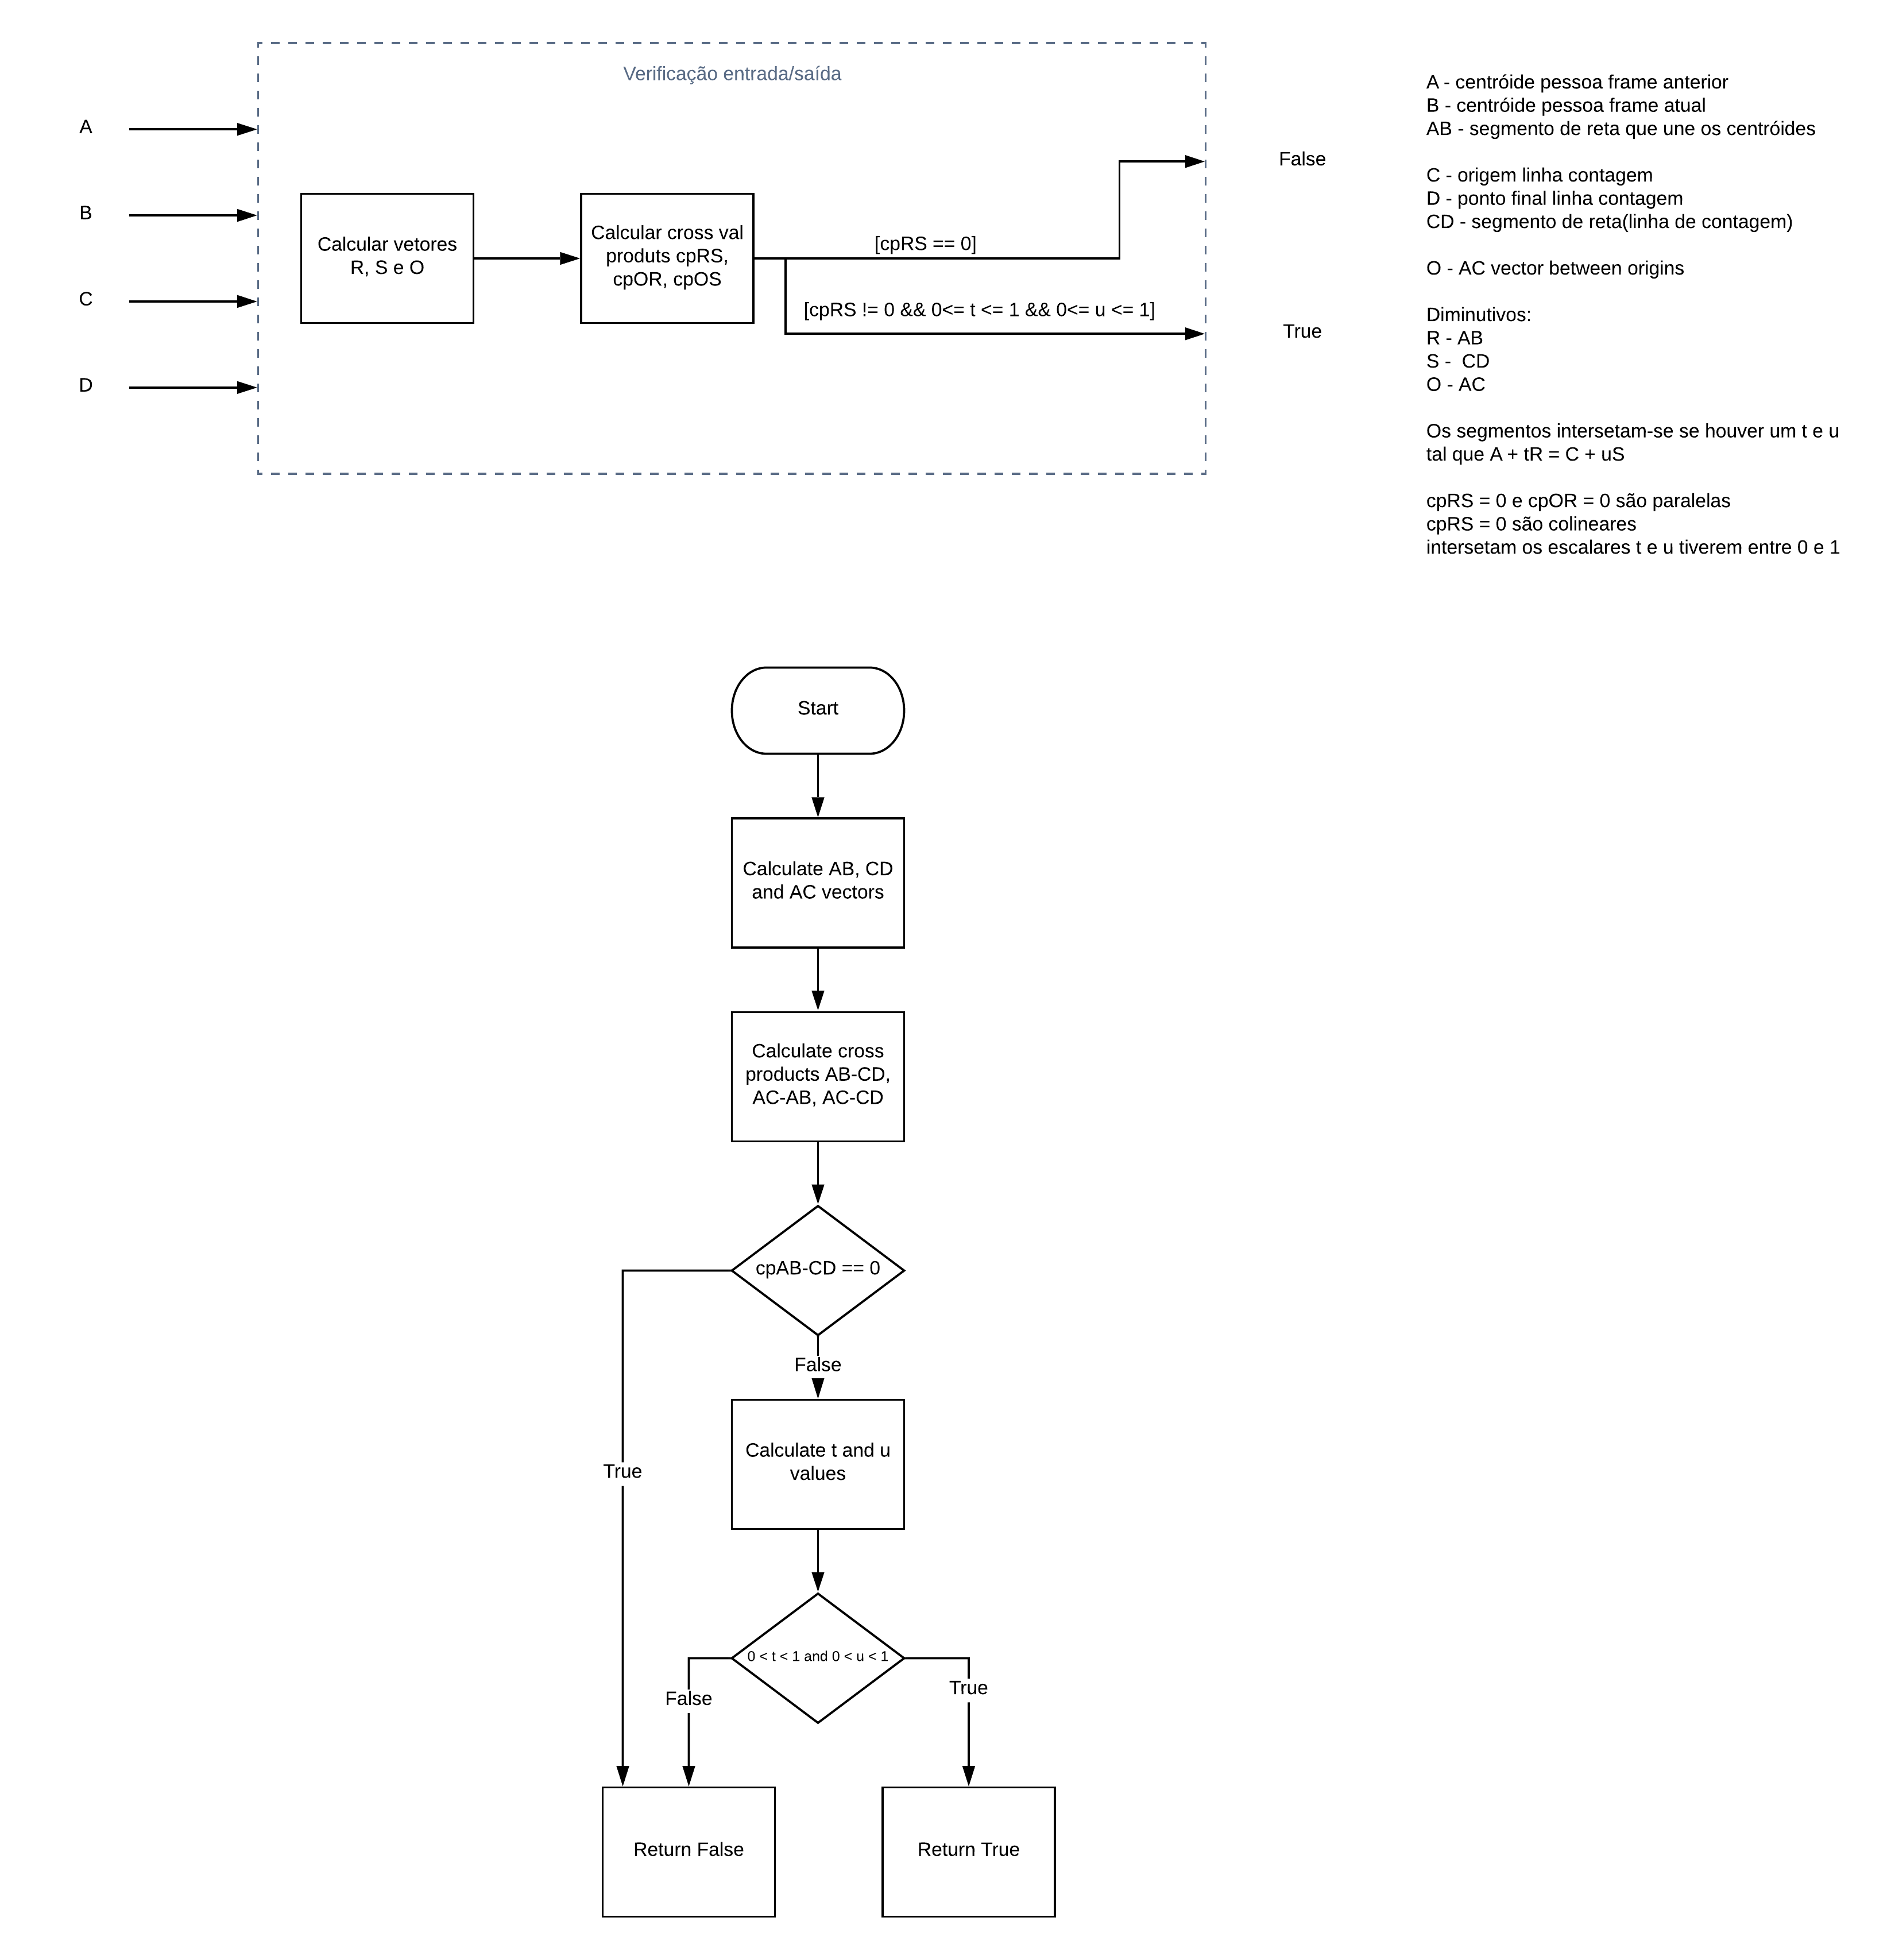 Verificação entrada/saída
A
B
C
D
Calcular vetores
R, S e O
Calcular cross val
produts cpRS,
cpOR, cpOS
[cpRS == 0]
[cpRS != 0 && 0<= t <= 1 && 0<= u <= 1]
False
True
A - centróide pessoa frame anterior
B - centróide pessoa frame atual
AB - segmento de reta que une os centróides
C - origem linha contagem
D - ponto final linha contagem
CD - segmento de reta(linha de contagem)
O - AC vector between origins
Diminutivos:
R - AB
S -  CD
O - AC
Os segmentos intersetam-se se houver um t e u
tal que A + tR = C + uS
cpRS = 0 e cpOR = 0 são paralelas
cpRS = 0 são colineares
intersetam os escalares t e u tiverem entre 0 e 1
Start
Calculate AB, CD
and AC vectors
Calculate cross
products AB-CD,
AC-AB, AC-CD
cpAB-CD == 0
False
True
Calculate t and u
values
0 < t < 1 and 0 < u < 1
False
True
Return False
Return True